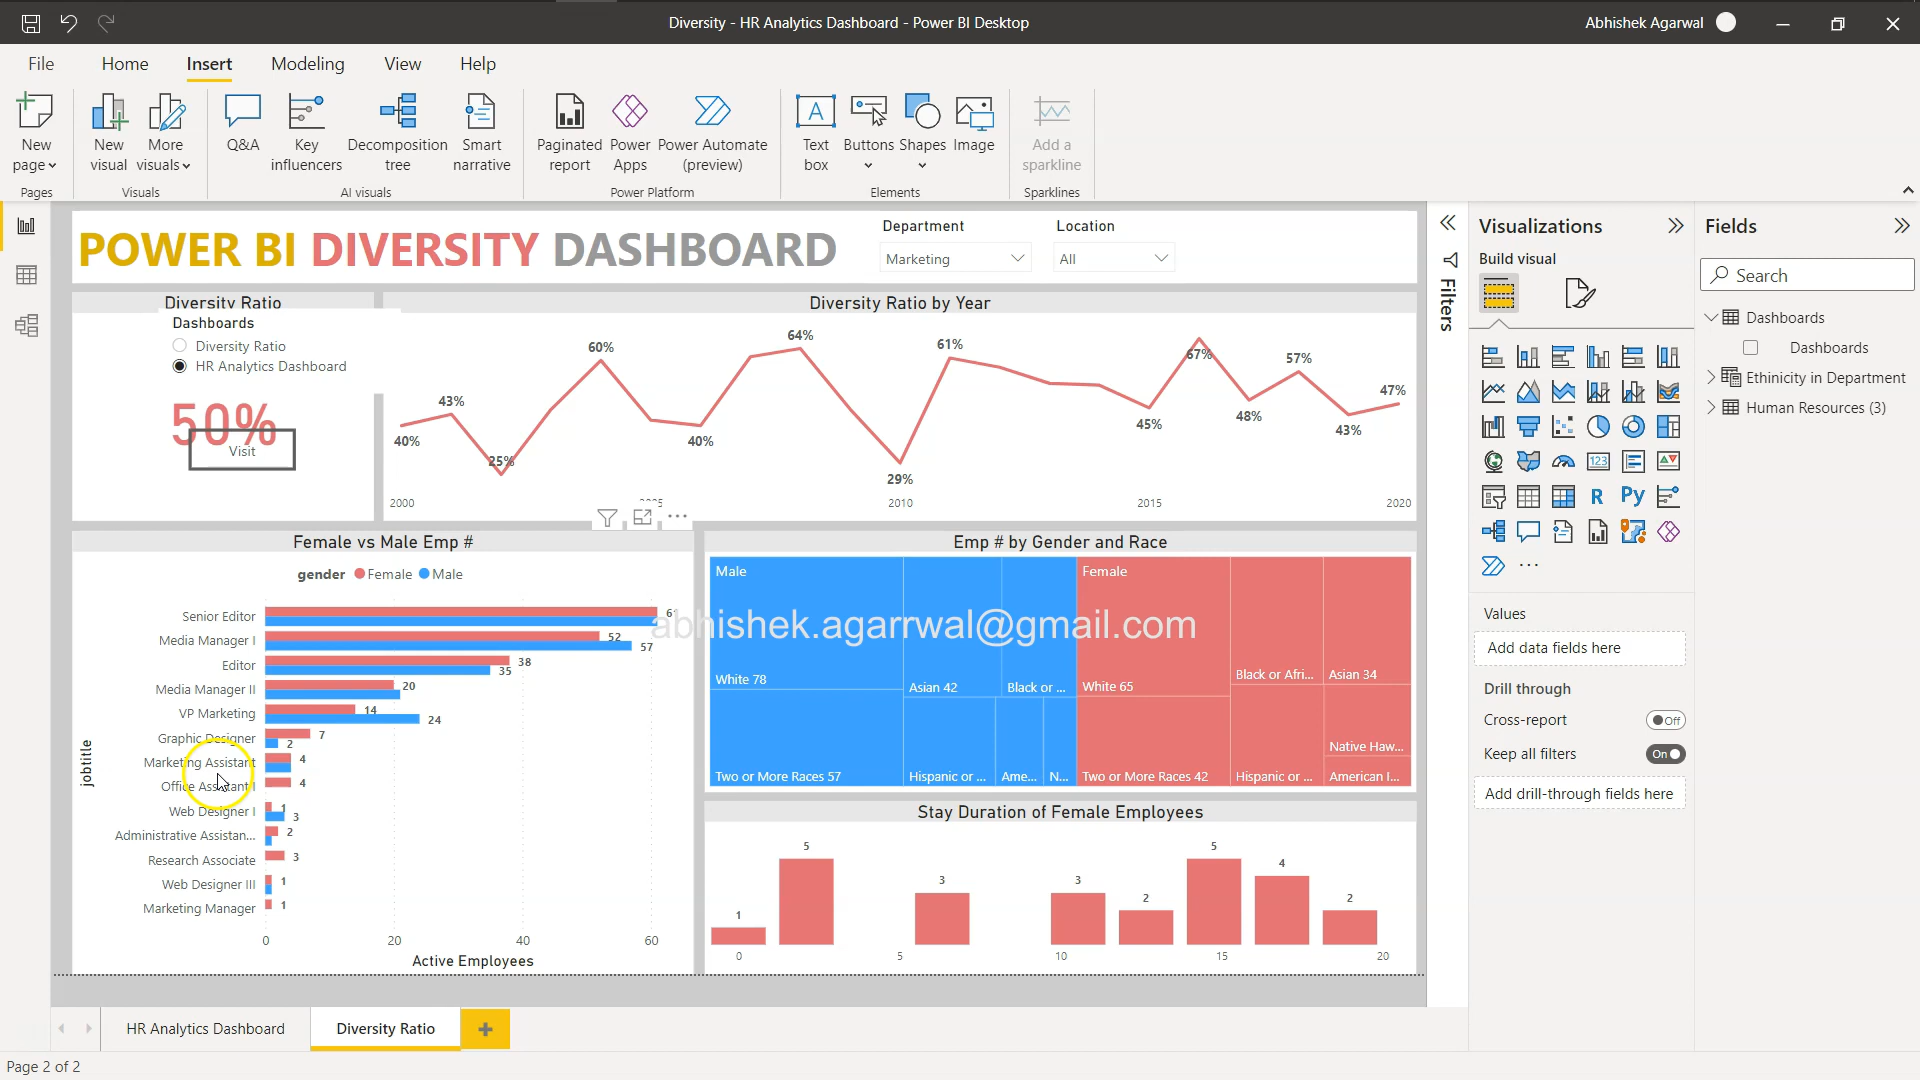 Diversity - HR Analytics Dashboard - Power BI Desktop
Abhishek Agarwal
File Home Insert Modeling View Help
New page
New visual
More visuals
Q&A
Key influencers
Decomposition tree
Smart narrative
Paginated report
Power Apps
Power Automate (preview)
Text box
Buttons
Shapes
Image
Add a sparkline
Pages Visuals AI visuals Power Platform Elements Sparklines
POWER BI DIVERSITY DASHBOARD
Department
Marketing
Location
All
Diversity Ratio
Dashboards
Diversity Ratio
HR Analytics Dashboard
50%
Visit
Diversity Ratio by Year
40% 43% 25% 60% 40% 64% 29% 61% 45% 67% 48% 57% 43% 47%
2000 2010 2015 2020
Female vs Male Emp #
gender Female Male
jobtitle
Senior Editor
Media Manager I 52 57
Editor 38 35
Media Manager II 20
VP Marketing 14 24
Graphic Designer 7 2
Marketing Assistant 4
Office Assistant I 4
Web Designer I 1 3
Administrative Assistan... 2
Research Associate 3
Web Designer III 1
Marketing Manager 1
0 20 40 60
Active Employees
Emp # by Gender and Race
Male
White 78
Two or More Races 57
Asian 42
Black or ...
Hispanic or ...
Ame...
N...
Female
White 65
Two or More Races 42
Black or Afri...
Hispanic or ...
Asian 34
Native Haw...
American I...
abhishek.agarrwal@gmail.com
Stay Duration of Female Employees
1 5 3 3 2 5 4 2
0 5 10 15 20
Filters
Visualizations
Build visual
123
R
Py
Values
Add data fields here
Drill through
Cross-report Off
Keep all filters On
Add drill-through fields here
Fields
Search
Dashboards
Dashboards
Ethinicity in Department
Human Resources (3)
HR Analytics Dashboard
Diversity Ratio
Page 2 of 2